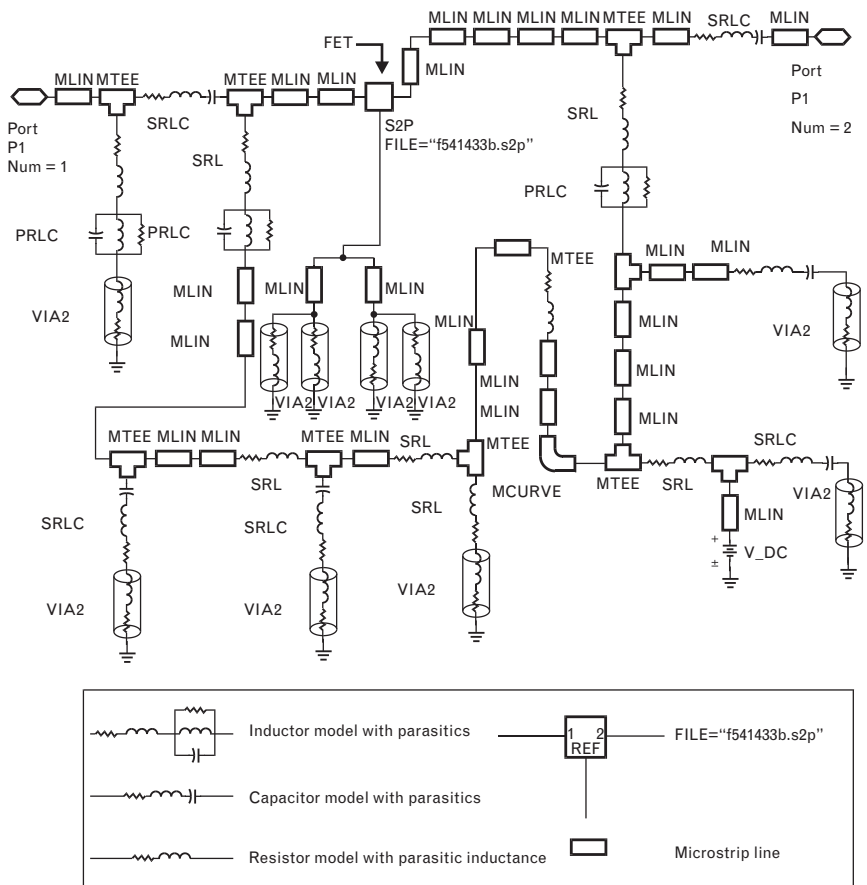 MLIN MLIN MLIN MLIN MTEE MLIN SRLC MLIN
FET
MLIN
MLIN MTEE SRLC MTEE MLIN MLIN
Port
P1
Num = 1
Port
P1
Num = 2
S2P
FILE="f541433b.s2p"
SRL
SRL
PRLC
PRLC
PRLC
MTEE
MLIN MLIN
VIA2
MLIN
MLIN
MLIN
MLIN
MLIN
VIA2
VIA2 VIA2 VIA2 VIA2
MLIN
MLIN
MLIN
MLIN
MLIN
MTEE MLIN MLIN
SRL
MTEE MLIN
SRL
MTEE
MCURVE
MTEE
SRL
SRLC
SRLC
SRLC
SRL
VIA2
MLIN
+
V_DC
±
VIA2
VIA2
VIA2
Inductor model with parasitics
1 2
REF
FILE="f541433b.s2p"
Capacitor model with parasitics
Resistor model with parasitic inductance
Microstrip line